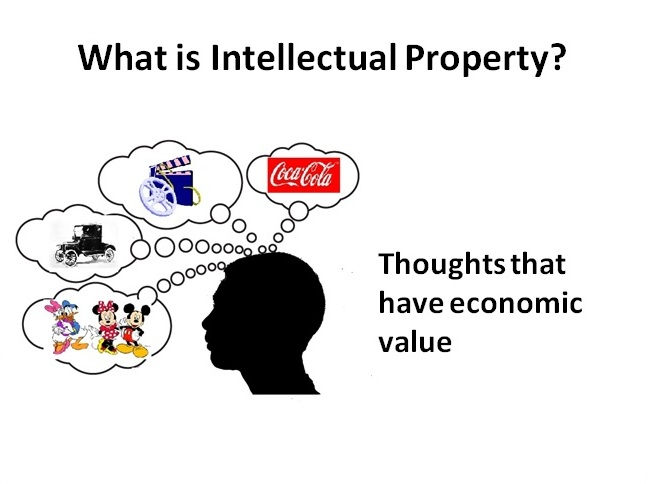 What is Intellectual Property?
Coca-Cola
Thoughts that
have economic
value